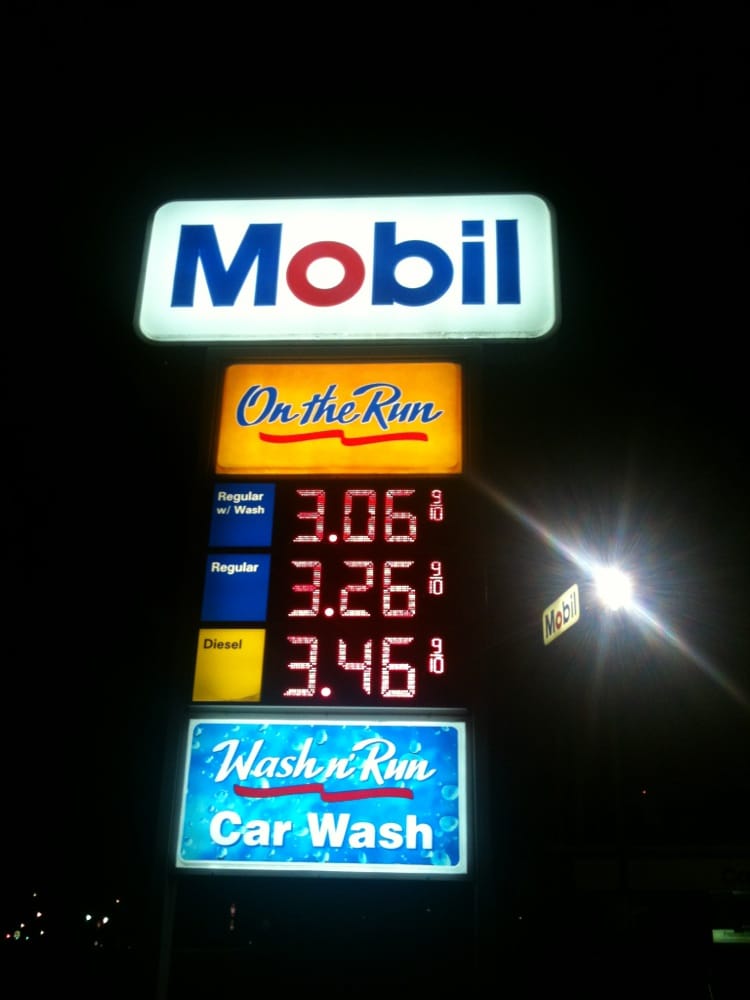 Mobil
On the Run
Regular
w/ Wash
3.06 9/10
Regular
3.26 9/10
Diesel
3.46 9/10
Mobil
Wash n' Run
Car Wash